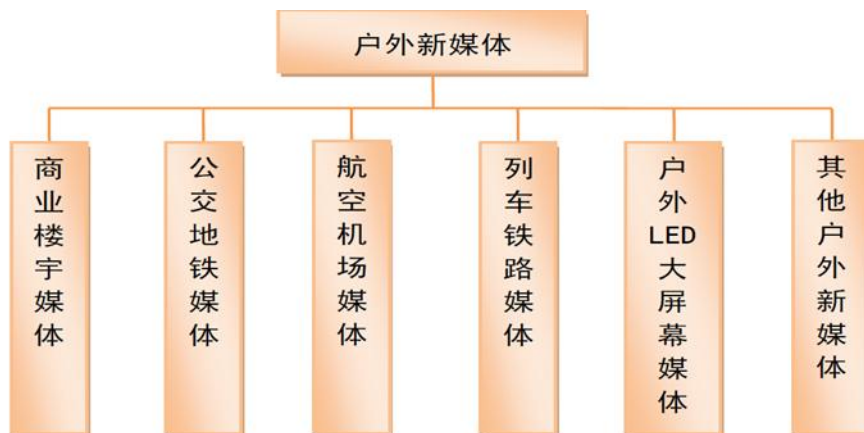 户外新媒体
商业楼宇媒体
公交地铁媒体
航空机场媒体
列车铁路媒体
户外LED大屏幕媒体
其他户外新媒体